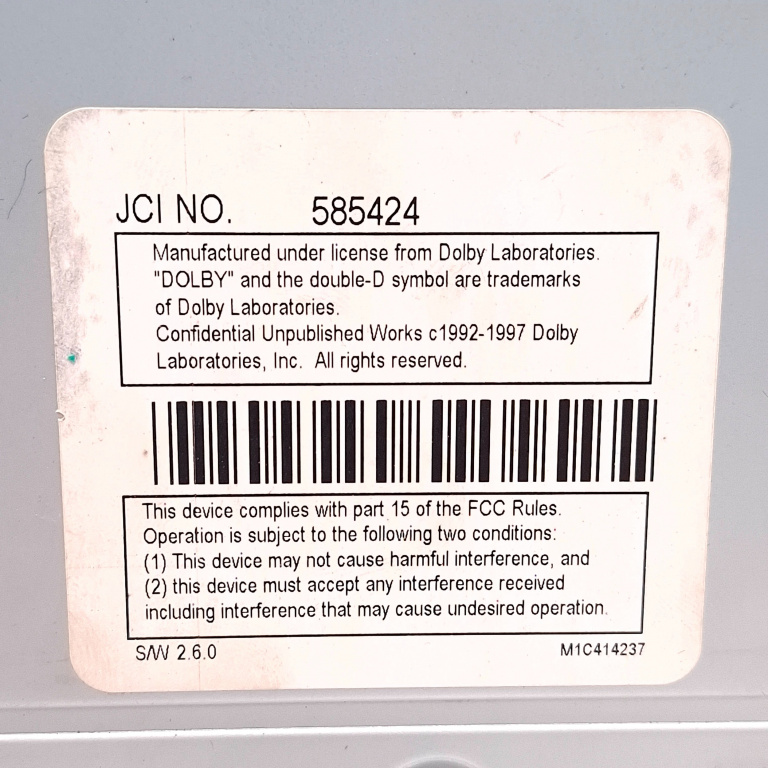 JCI NO. 585424
Manufactured under license from Dolby Laboratories.
"DOLBY" and the double-D symbol are trademarks
of Dolby Laboratories.
Confidential Unpublished Works c1992-1997 Dolby
Laboratories, Inc. All rights reserved.
This device complies with part 15 of the FCC Rules.
Operation is subject to the following two conditions:
(1) This device may not cause harmful interference, and
(2) this device must accept any interference received
including interference that may cause undesired operation.
S/W 2.6.0 M1C414237